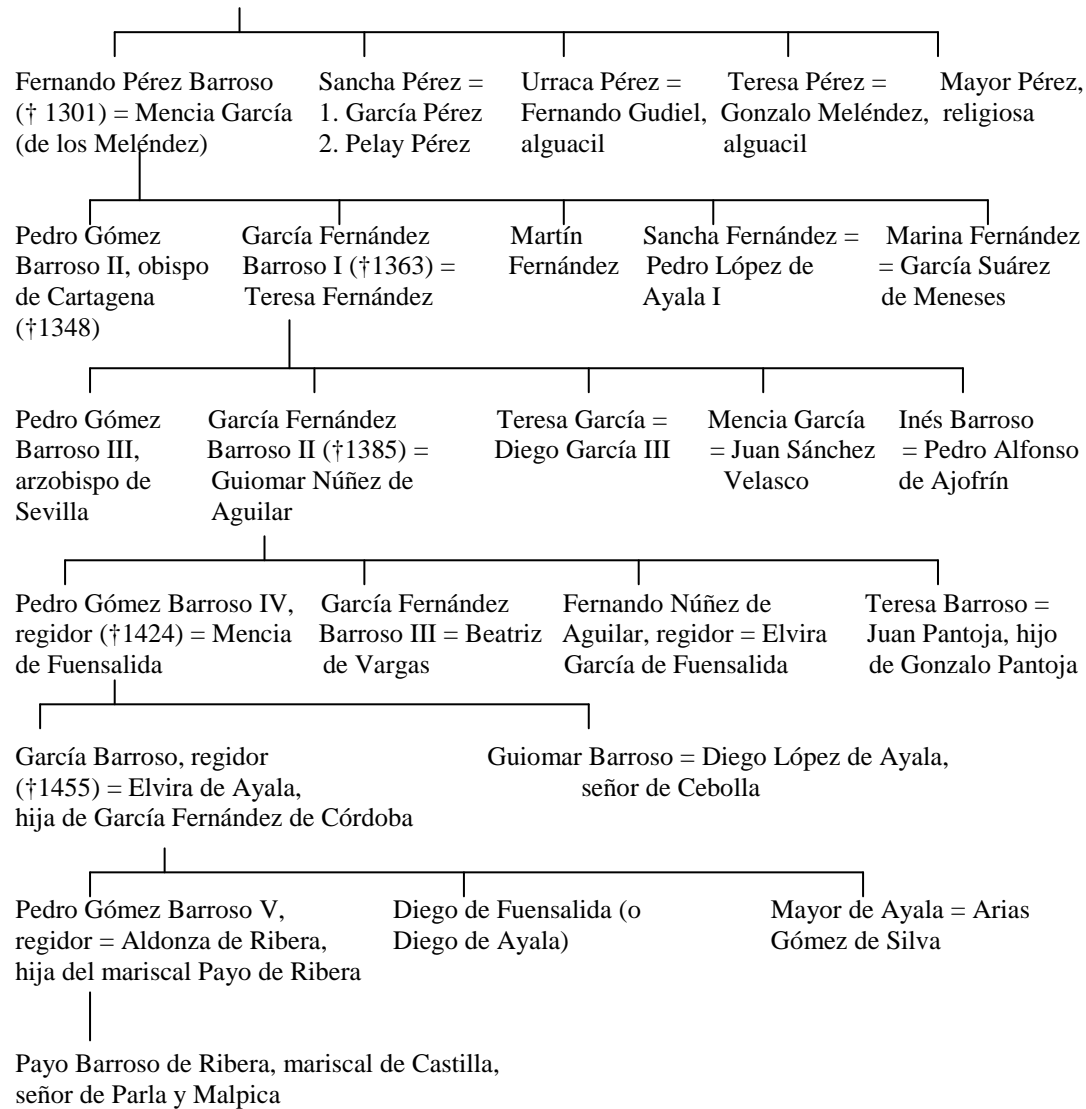 Fernando Pérez Barroso
(† 1301) = Mencia García
(de los Meléndez)
Sancha Pérez =
1. García Pérez
2. Pelay Pérez
Urraca Pérez =
Fernando Gudiel,
alguacil
Teresa Pérez =
Gonzalo Meléndez,
alguacil
Mayor Pérez,
religiosa
Pedro Gómez
Barroso II, obispo
de Cartagena
(†1348)
García Fernández
Barroso I (†1363) =
Teresa Fernández
Martín
Fernández
Sancha Fernández =
Pedro López de
Ayala I
Marina Fernández
= García Suárez
de Meneses
Pedro Gómez
Barroso III,
arzobispo de
Sevilla
García Fernández
Barroso II (†1385) =
Guiomar Núñez de
Aguilar
Teresa García =
Diego García III
Mencia García
= Juan Sánchez
Velasco
Inés Barroso
= Pedro Alfonso
de Ajofrín
Pedro Gómez Barroso IV,
regidor (†1424) = Mencia
de Fuensalida
García Fernández
Barroso III = Beatriz
de Vargas
Fernando Núñez de
Aguilar, regidor = Elvira
García de Fuensalida
Teresa Barroso =
Juan Pantoja, hijo
de Gonzalo Pantoja
García Barroso, regidor
(†1455) = Elvira de Ayala,
hija de García Fernández de Córdoba
Guiomar Barroso = Diego López de Ayala,
señor de Cebolla
Pedro Gómez Barroso V,
regidor = Aldonza de Ribera,
hija del mariscal Payo de Ribera
Diego de Fuensalida (o
Diego de Ayala)
Mayor de Ayala = Arias
Gómez de Silva
Payo Barroso de Ribera, mariscal de Castilla,
señor de Parla y Malpica